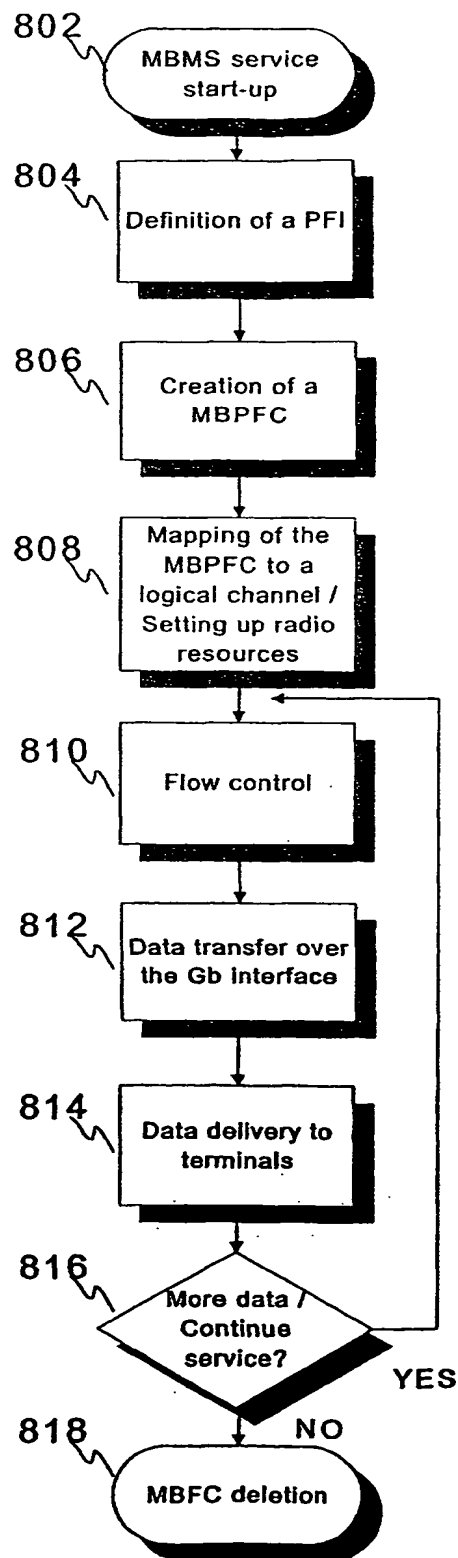 802
MBMS service
start-up
804
Definition of a PFI
806
Creation of a
MBPFC
808
Mapping of the
MBPFC to a
logical channel /
Setting up radio
resources
810
Flow control
812
Data transfer over
the Gb interface
814
Data delivery to
terminals
816
More data /
Continue
service?
YES
NO
818
MBFC deletion